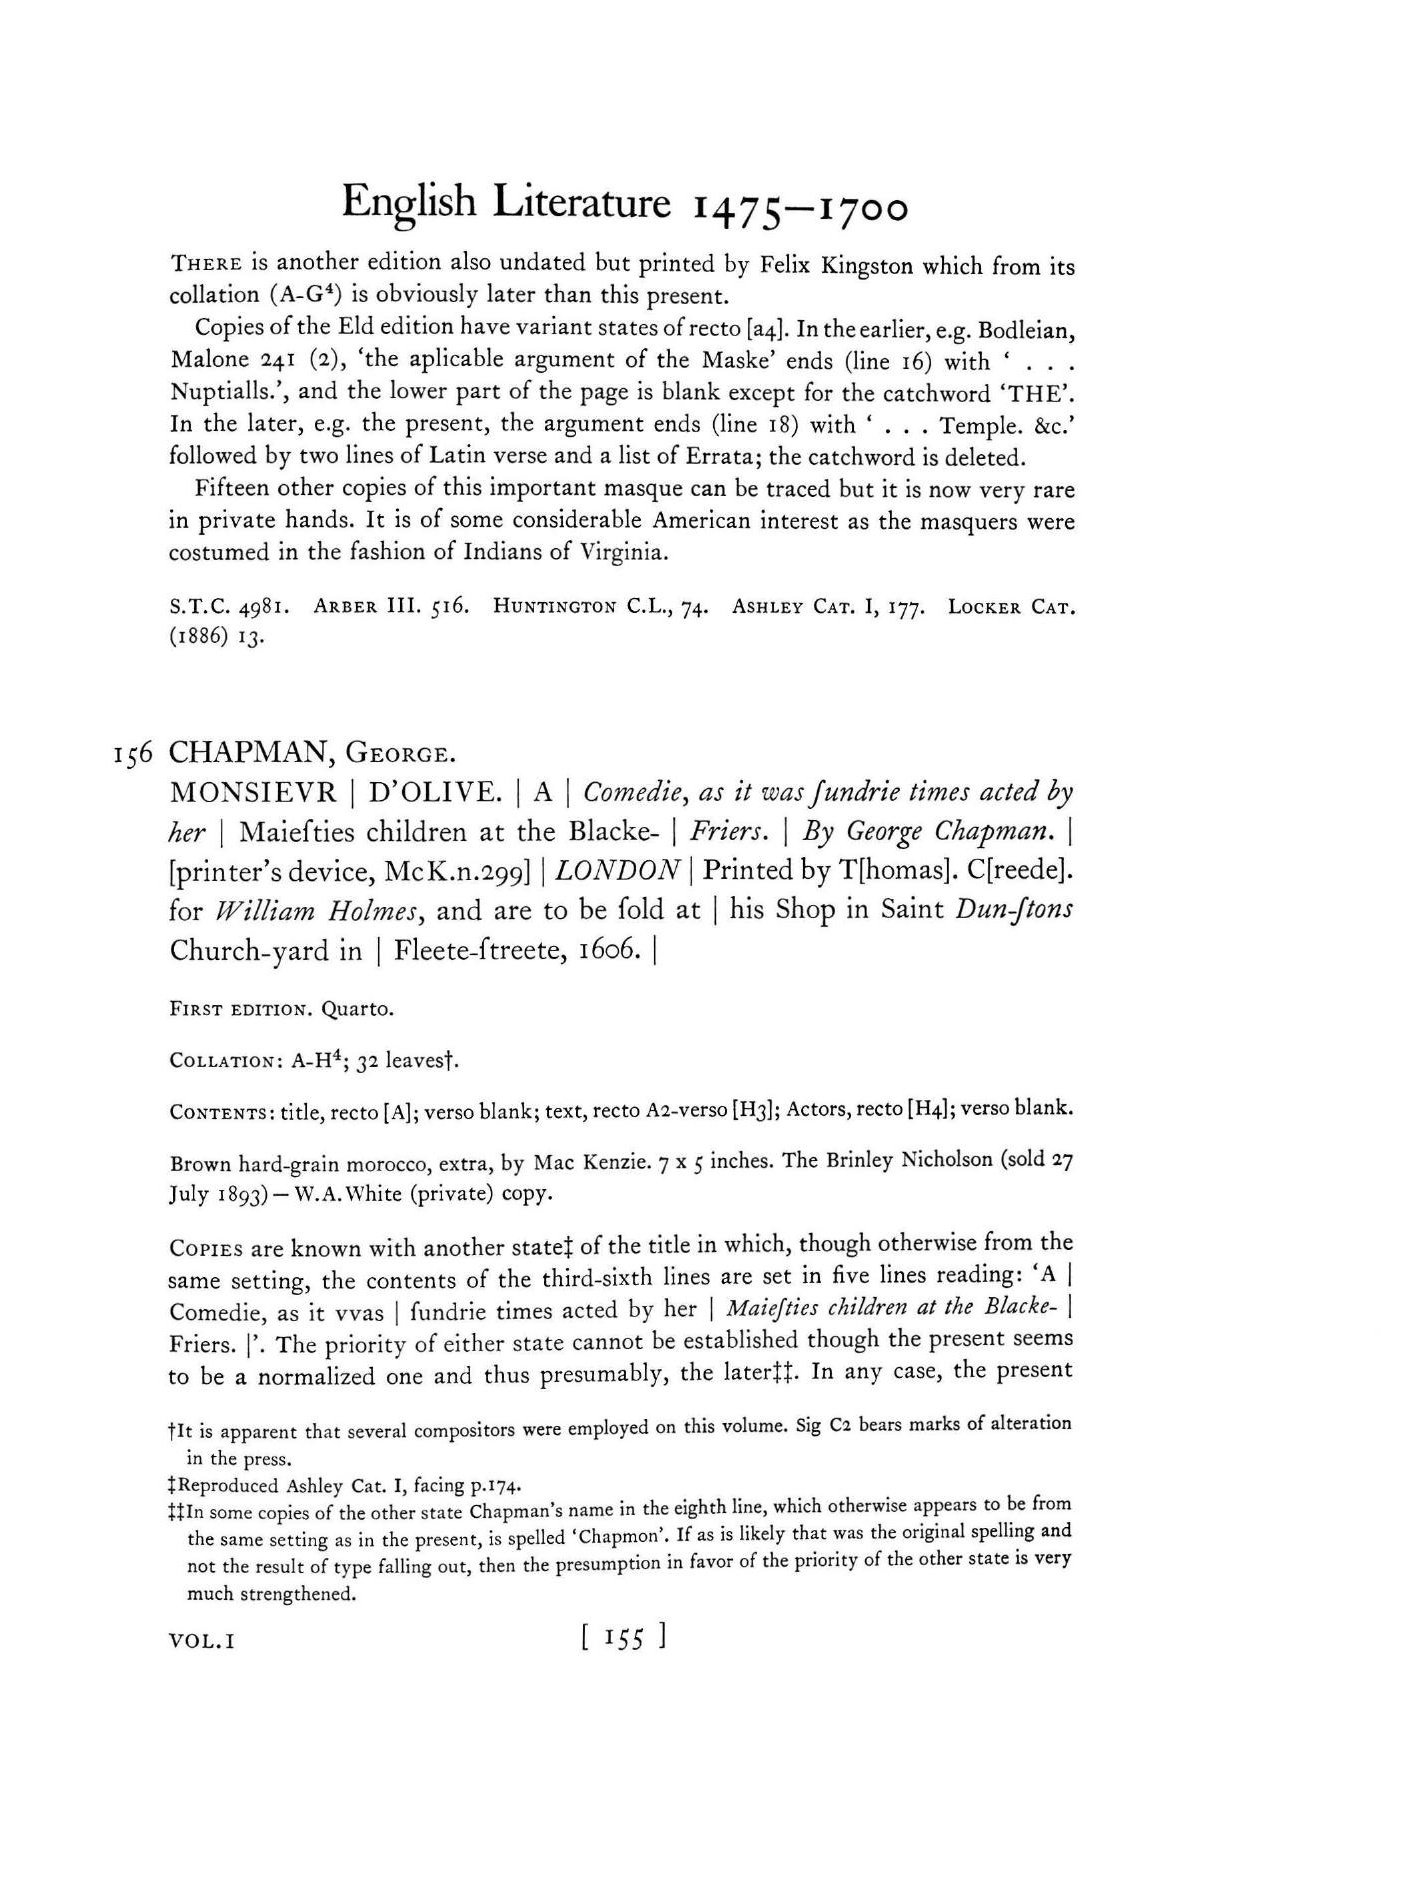 English Literature 1475–1700
THERE is another edition also undated but printed by Felix Kingston which from its
collation (A-G⁴) is obviously later than this present.
Copies of the Eld edition have variant states of recto [a4]. In the earlier, e.g. Bodleian,
Malone 241 (2), ‘the aplicable argument of the Maske’ ends (line 16) with ‘ . . .
Nuptialls.’, and the lower part of the page is blank except for the catchword ‘THE’.
In the later, e.g. the present, the argument ends (line 18) with ‘ . . . Temple. &c.’
followed by two lines of Latin verse and a list of Errata; the catchword is deleted.
Fifteen other copies of this important masque can be traced but it is now very rare
in private hands. It is of some considerable American interest as the masquers were
costumed in the fashion of Indians of Virginia.
S.T.C. 4981. ARBER III. 516. HUNTINGTON C.L., 74. ASHLEY CAT. I, 177. LOCKER CAT.
(1886) 13.
156 CHAPMAN, GEORGE.
MONSIEVR | D’OLIVE. | A | Comedie, as it was ſundrie times acted by
her | Maieſties children at the Blacke- | Friers. | By George Chapman. |
[printer’s device, McK.n.299] | LONDON | Printed by T[homas]. C[reede].
for William Holmes, and are to be ſold at | his Shop in Saint Dun-ſtons
Church-yard in | Fleete-ſtreete, 1606. |
FIRST EDITION. Quarto.
COLLATION: A-H⁴; 32 leaves†.
CONTENTS: title, recto [A]; verso blank; text, recto A2-verso [H3]; Actors, recto [H4]; verso blank.
Brown hard-grain morocco, extra, by Mac Kenzie. 7 x 5 inches. The Brinley Nicholson (sold 27
July 1893) — W.A.White (private) copy.
COPIES are known with another state‡ of the title in which, though otherwise from the
same setting, the contents of the third-sixth lines are set in five lines reading: ‘A |
Comedie, as it vvas | ſundrie times acted by her | Maieſties children at the Blacke- |
Friers. |’. The priority of either state cannot be established though the present seems
to be a normalized one and thus presumably, the later‡‡. In any case, the present
†It is apparent that several compositors were employed on this volume. Sig C2 bears marks of alteration
in the press.
‡Reproduced Ashley Cat. I, facing p.174.
‡‡In some copies of the other state Chapman’s name in the eighth line, which otherwise appears to be from
the same setting as in the present, is spelled ‘Chapmon’. If as is likely that was the original spelling and
not the result of type falling out, then the presumption in favor of the priority of the other state is very
much strengthened.
VOL.I [ 155 ]